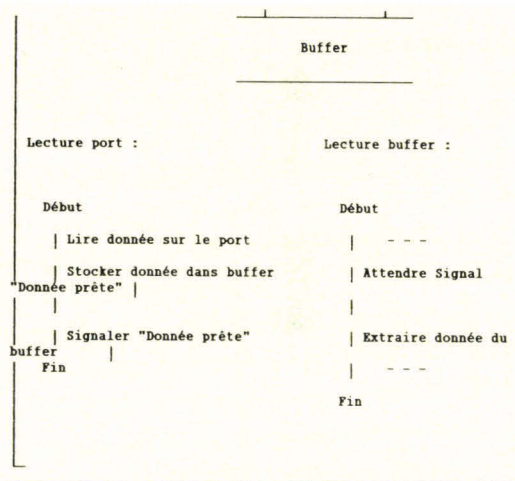 Buffer
Lecture port :
Lecture buffer :
Début
Début
Lire donnée sur le port
- - -
Stocker donnée dans buffer
Attendre Signal
"Donnée prête"
Signaler "Donnée prête"
Extraire donnée du
buffer
Fin
- - -
Fin